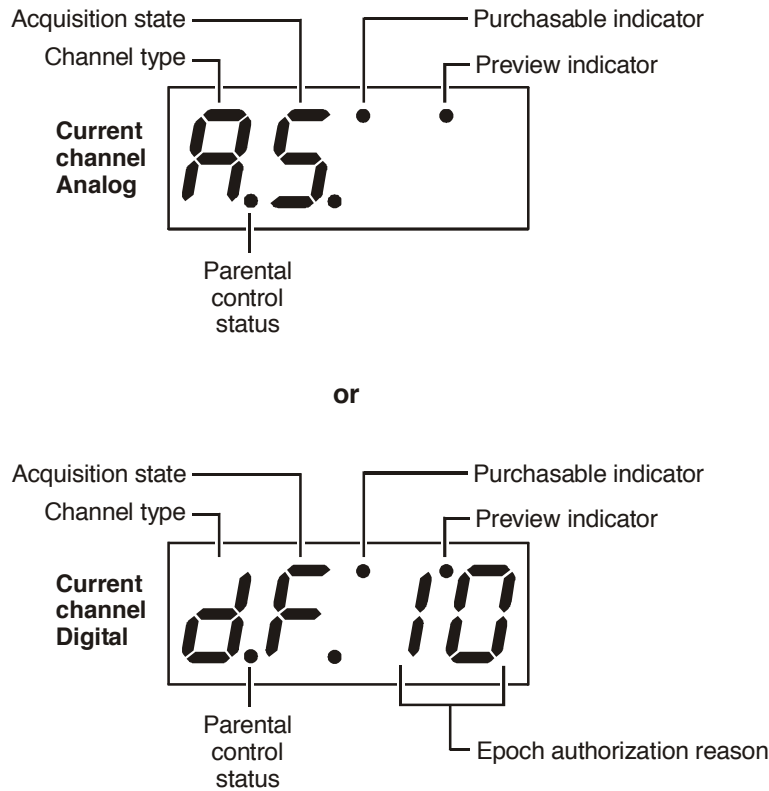 Acquisition state
Purchasable indicator
Channel type
Preview indicator
Current
channel
Analog
A.S.
Parental
control
status
or
Acquisition state
Purchasable indicator
Channel type
Preview indicator
Current
channel
Digital
d.F. 10
Parental
control
status
Epoch authorization reason